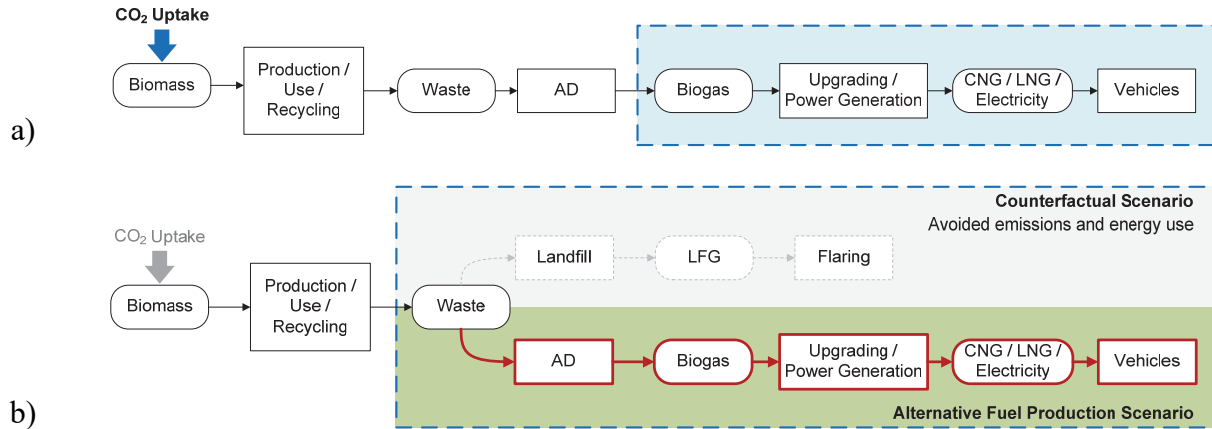 CO₂ Uptake
Biomass
Production /
Use /
Recycling
Waste
AD
Biogas
Upgrading /
Power Generation
CNG / LNG /
Electricity
Vehicles
a)
Counterfactual Scenario
Avoided emissions and energy use
CO₂ Uptake
Landfill
LFG
Flaring
Biomass
Production /
Use /
Recycling
Waste
AD
Biogas
Upgrading /
Power Generation
CNG / LNG /
Electricity
Vehicles
b)
Alternative Fuel Production Scenario